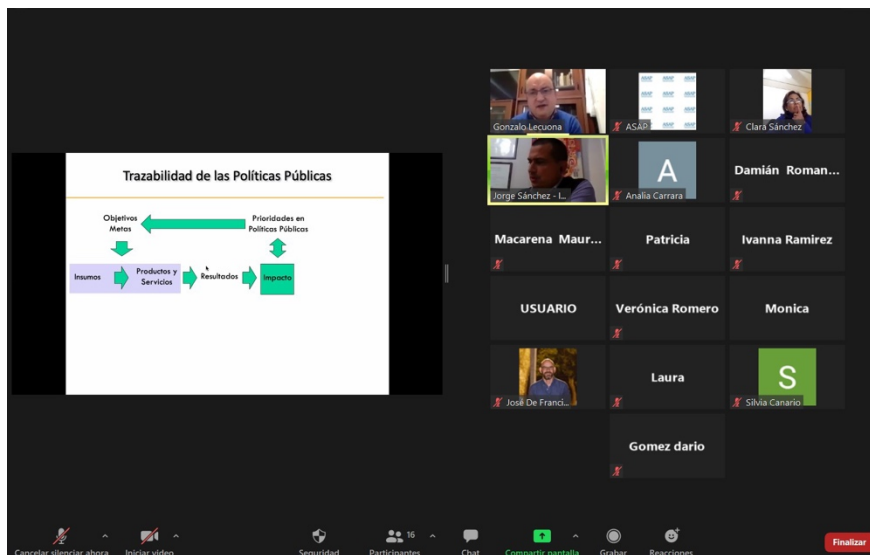 Trazabilidad de las Políticas Públicas
Objetivos
Metas
Prioridades en
Políticas Públicas
Insumos
Productos y
Servicios
Resultados
Impacto
Gonzalo Lecuona
ASAP
Clara Sánchez
Jorge Sánchez - I...
A
Analia Carrara
Damián Roman...
Macarena Maur...
Patricia
Ivanna Ramirez
USUARIO
Verónica Romero
Monica
José De Franci...
Laura
S
Silvia Canario
Gomez dario
Cancelar silenciar ahora
Iniciar video
Seguridad
Participantes
16
Chat
Compartir pantalla
Grabar
Reacciones
Finalizar